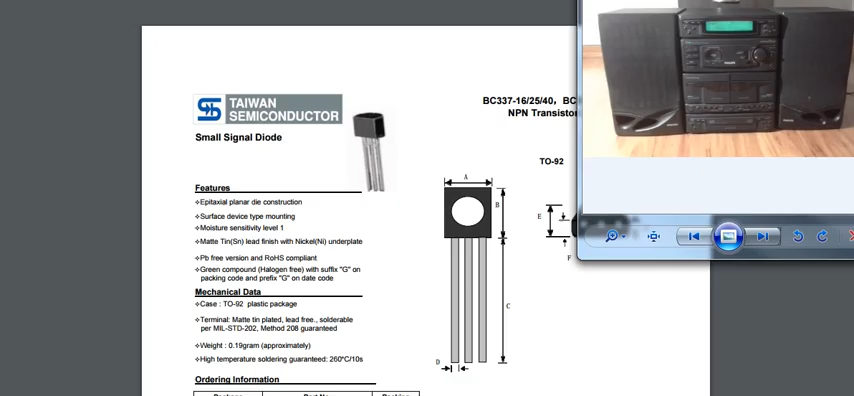 TAIWAN
SEMICONDUCTOR
Small Signal Diode
BC337-16/25/40, BC
NPN Transistor
TO-92
Features
Epitaxial planar die construction
Surface device type mounting
Moisture sensitivity level 1
Matte Tin(Sn) lead finish with Nickel(Ni) underplate
Pb free version and RoHS compliant
Green compound (Halogen free) with suffix "G" on
packing code and prefix "G" on date code
Mechanical Data
Case : TO-92 plastic package
Terminal: Matte tin plated, lead free., solderable
per MIL-STD-202, Method 208 guaranteed
Weight : 0.19gram (approximately)
High temperature soldering guaranteed: 260°C/10s
Ordering Information
A
B
C
D
E
F